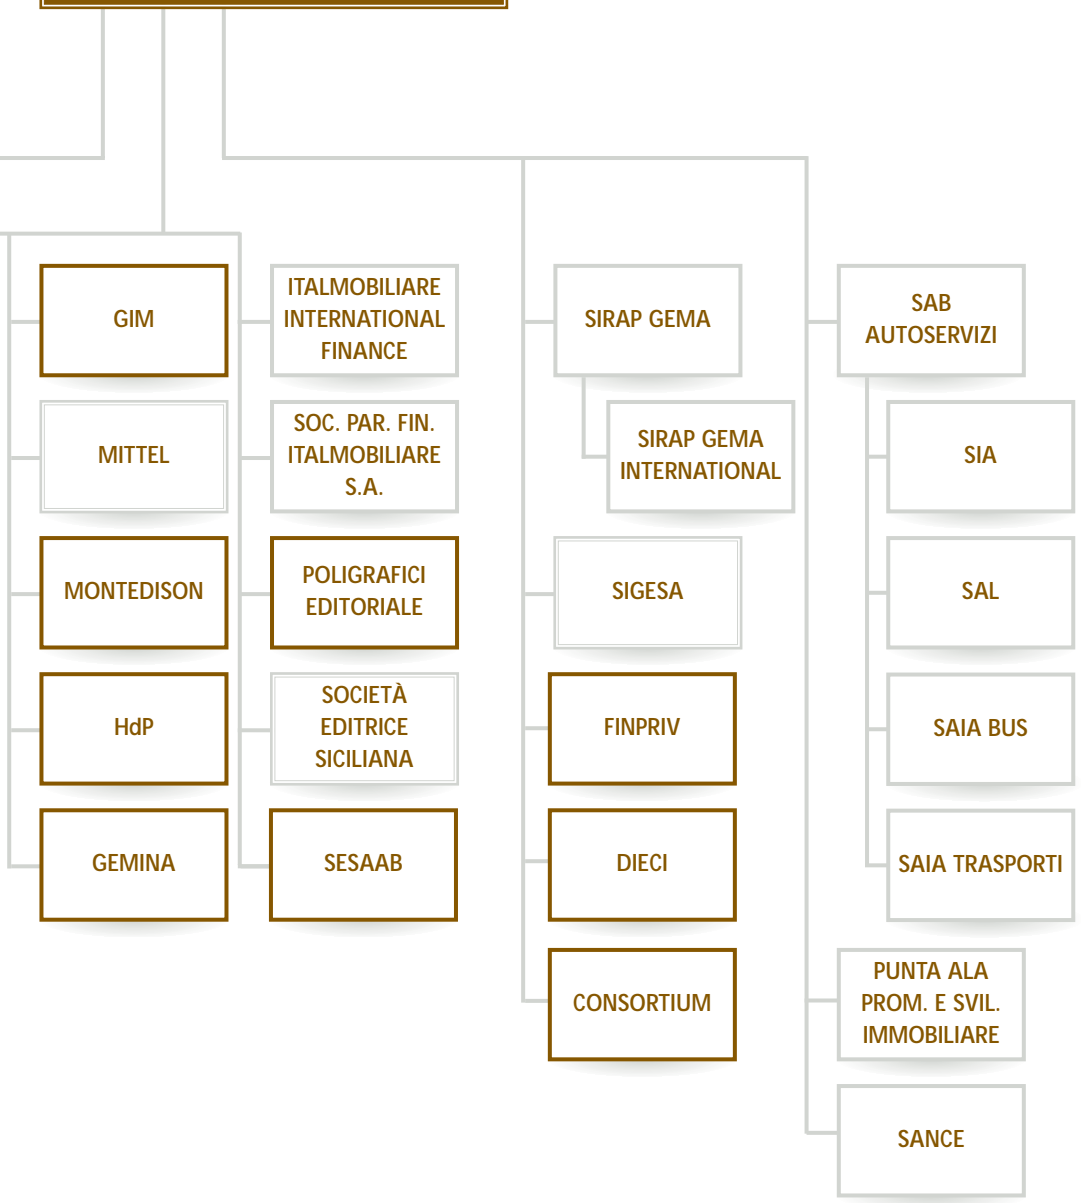 GIM
MITTEL
MONTEDISON
HdP
GEMINA
ITALMOBILIARE
INTERNATIONAL
FINANCE
SOC. PAR. FIN.
ITALMOBILIARE
S.A.
POLIGRAFICI
EDITORIALE
SOCIETÀ
EDITRICE
SICILIANA
SESAAB
SIRAP GEMA
SIRAP GEMA
INTERNATIONAL
SIGESA
FINPRIV
DIECI
CONSORTIUM
SAB
AUTOSERVIZI
SIA
SAL
SAIA BUS
SAIA TRASPORTI
PUNTA ALA
PROM. E SVIL.
IMMOBILIARE
SANCE